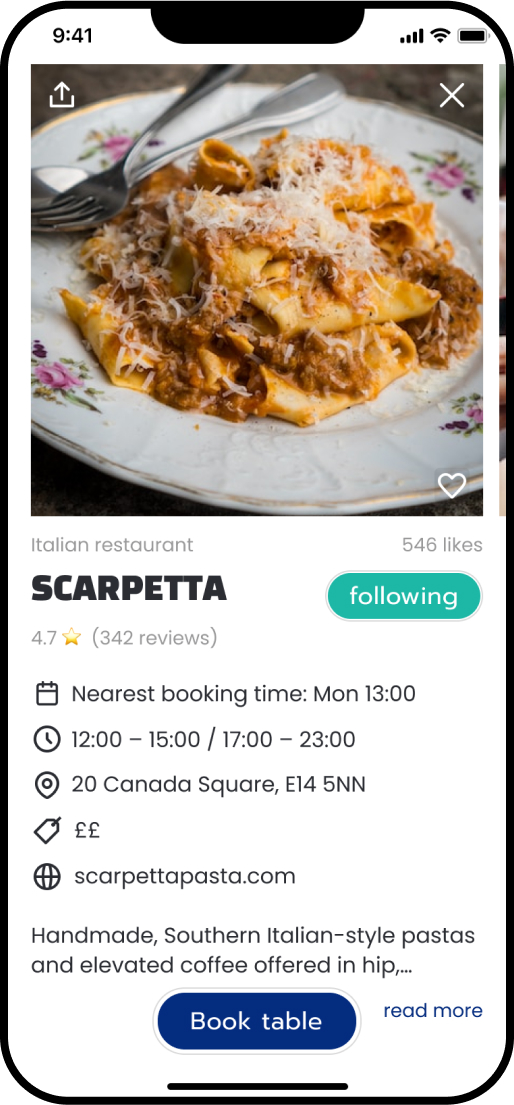 9:41
Italian restaurant 546 likes
SCARPETTA
following
4.7 ⭐ (342 reviews)
Nearest booking time: Mon 13:00
12:00 – 15:00 / 17:00 – 23:00
20 Canada Square, E14 5NN
££
scarpettapasta.com
Handmade, Southern Italian-style pastas
and elevated coffee offered in hip,...
read more
Book table